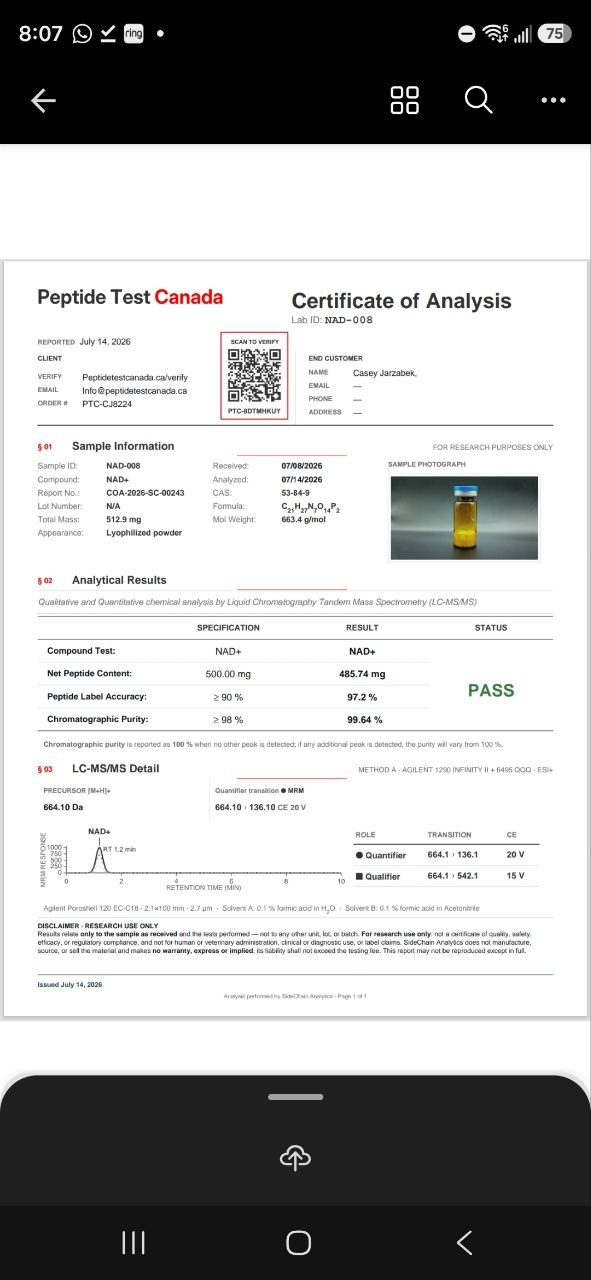 8:07 ring 6 75
Peptide Test Canada
Certificate of Analysis
Lab ID: NAD-008
REPORTED July 14, 2026
CLIENT
VERIFY Peptidetestcanada.ca/verify
EMAIL Info@peptidetestcanada.ca
ORDER # PTC-CJ8224
SCAN TO VERIFY
PTC-8DTMHKUY
END CUSTOMER
NAME Casey Jarzabek,
EMAIL —
PHONE —
ADDRESS —
§ 01 Sample Information FOR RESEARCH PURPOSES ONLY
Sample ID: NAD-008 Received: 07/08/2026 SAMPLE PHOTOGRAPH
Compound: NAD+ Analyzed: 07/14/2026
Report No.: COA-2026-SC-00243 CAS: 53-84-9
Lot Number: N/A Formula: C21H27N7O14P2
Total Mass: 512.9 mg Mol Weight: 663.4 g/mol
Appearance: Lyophilized powder
§ 02 Analytical Results
Qualitative and Quantitative chemical analysis by Liquid Chromatography Tandem Mass Spectrometry (LC-MS/MS)
SPECIFICATION RESULT STATUS
Compound Test: NAD+ NAD+
Net Peptide Content: 500.00 mg 485.74 mg
PASS
Peptide Label Accuracy: ≥ 90 % 97.2 %
Chromatographic Purity: ≥ 98 % 99.64 %
Chromatographic purity is reported as 100 % when no other peak is detected; if any additional peak is detected, the purity will vary from 100 %.
§ 03 LC-MS/MS Detail METHOD A - AGILENT 1290 INFINITY II + 6495 QQQ - ESI+
PRECURSOR [M+H]+ Quantifier transition ● MRM
664.10 Da 664.10 › 136.10 CE 20 V
NAD+
RT 1.2 min
MRM RESPONSE
1000
750
500
250
0
0 2 4 6 8 10
RETENTION TIME (MIN)
ROLE TRANSITION CE
● Quantifier 664.1 › 136.1 20 V
■ Qualifier 664.1 › 542.1 15 V
Agilent Poroshell 120 EC-C18 · 2.1×100 mm · 2.7 µm · Solvent A: 0.1 % formic acid in H2O · Solvent B: 0.1 % formic acid in Acetonitrile
DISCLAIMER - RESEARCH USE ONLY
Results relate only to the sample as received and the tests performed — not to any other unit, lot, or batch. For research use only: not a certificate of quality, safety,
efficacy, or regulatory compliance, and not for human or veterinary administration, clinical or diagnostic use, or label claims. SideChain Analytics does not manufacture,
source, or sell the material and makes no warranty, express or implied; its liability shall not exceed the testing fee. This report may not be reproduced except in full.
Issued July 14, 2026
Analysis performed by SideChain Analytics - Page 1 of 1